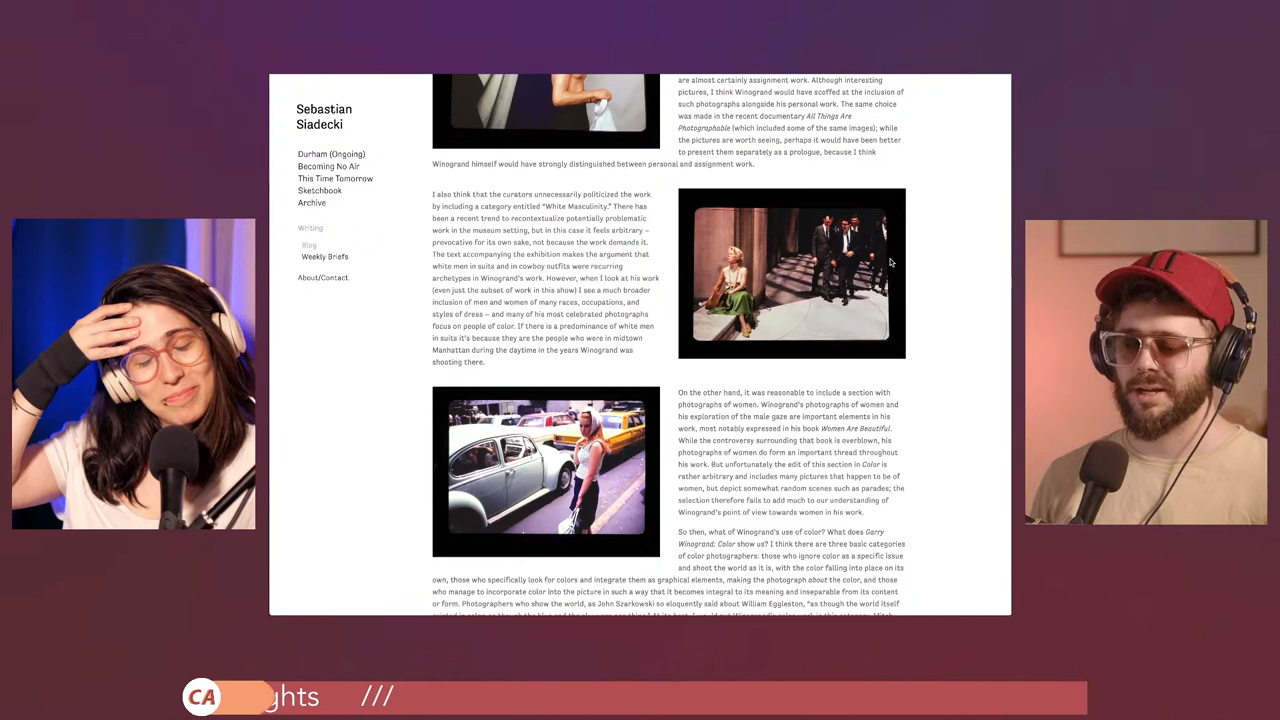 Sebastian
Siadecki
Durham (Ongoing)
Becoming No Air
This Time Tomorrow
Sketchbook
Archive
Writing
Blog
Weekly Briefs
About/Contact
are almost certainly assignment work. Although interesting
pictures, I think Winogrand would have scoffed at the inclusion of
such photographs alongside his personal work. The same choice
was made in the recent documentary All Things Are
Photographable (which included some of the same images); while
the pictures are worth seeing, perhaps it would have been better
to present them separately as a prologue, because I think
Winogrand himself would have strongly distinguished between personal and assignment work.
I also think that the curators unnecessarily politicized the work
by including a category entitled “White Masculinity.” There has
been a recent trend to recontextualize potentially problematic
work in the museum setting, but in this case it feels arbitrary –
provocative for its own sake, not because the work demands it.
The text accompanying the exhibition makes the argument that
white men in suits and in cowboy outfits were recurring
archetypes in Winogrand's work. However, when I look at his work
(even just the subset of work in this show) I see a much broader
inclusion of men and women of many races, occupations, and
styles of dress – and many of his most celebrated photographs
focus on people of color. If there is a predominance of white men
in suits it's because they are the people who were in midtown
Manhattan during the daytime in the years Winogrand was
shooting there.
On the other hand, it was reasonable to include a section with
photographs of women. Winogrand's photographs of women and
his exploration of the male gaze are important elements in his
work, most notably expressed in his book Women Are Beautiful.
While the controversy surrounding that book is overblown, his
photographs of women do form an important thread throughout
his work. But unfortunately the edit of this section in Color is
rather arbitrary and includes many pictures that happen to be of
women, but depict somewhat random scenes such as parades; the
selection therefore fails to add much to our understanding of
Winogrand's point of view towards women in his work.
So then, what of Winogrand's use of color? What does Garry
Winogrand: Color show us? I think there are three basic categories
of color photographers: those who ignore color as a specific issue
and shoot the world as it is, with the color falling into place on its
own, those who specifically look for colors and integrate them as graphical elements, making the photograph about the color, and those
who manage to incorporate color into the picture in such a way that it becomes integral to its meaning and inseparable from its content
or form. Photographers who show the world, as John Szarkowski so eloquently said about William Eggleston, “as though the world itself
CA ghts ///